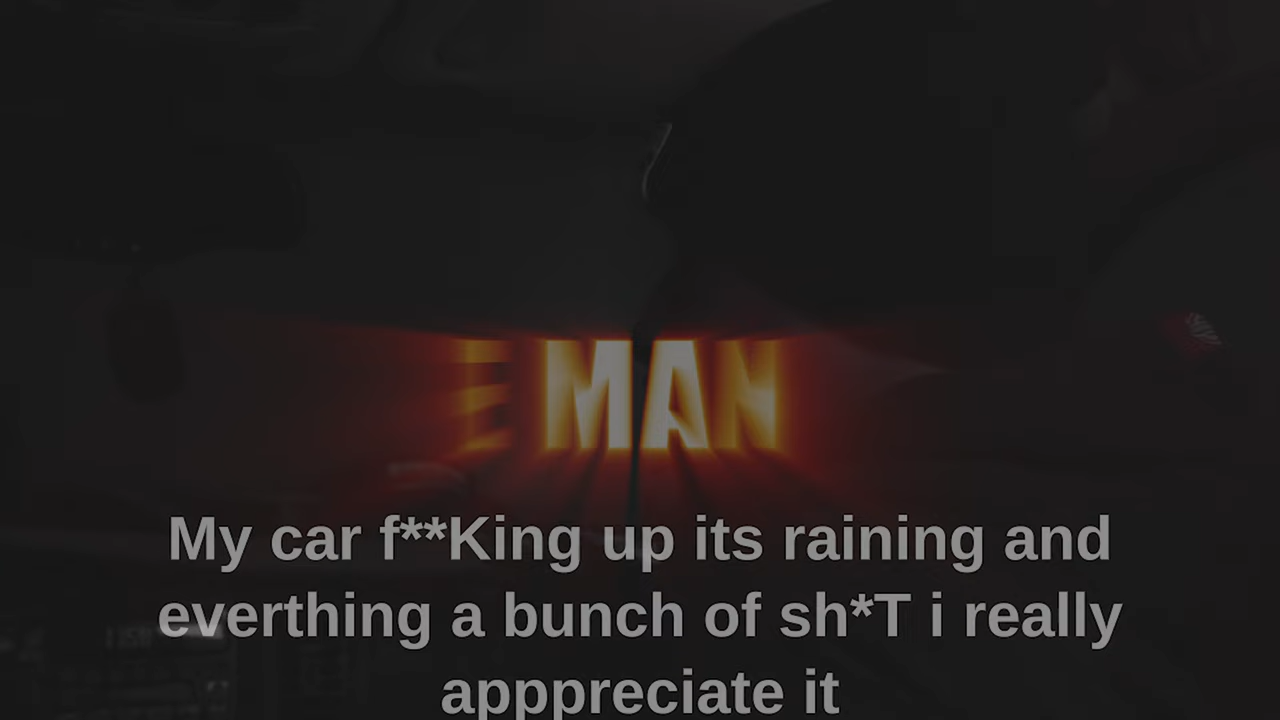 E MAN
My car f**King up its raining and
everthing a bunch of sh*T i really
apppreciate it